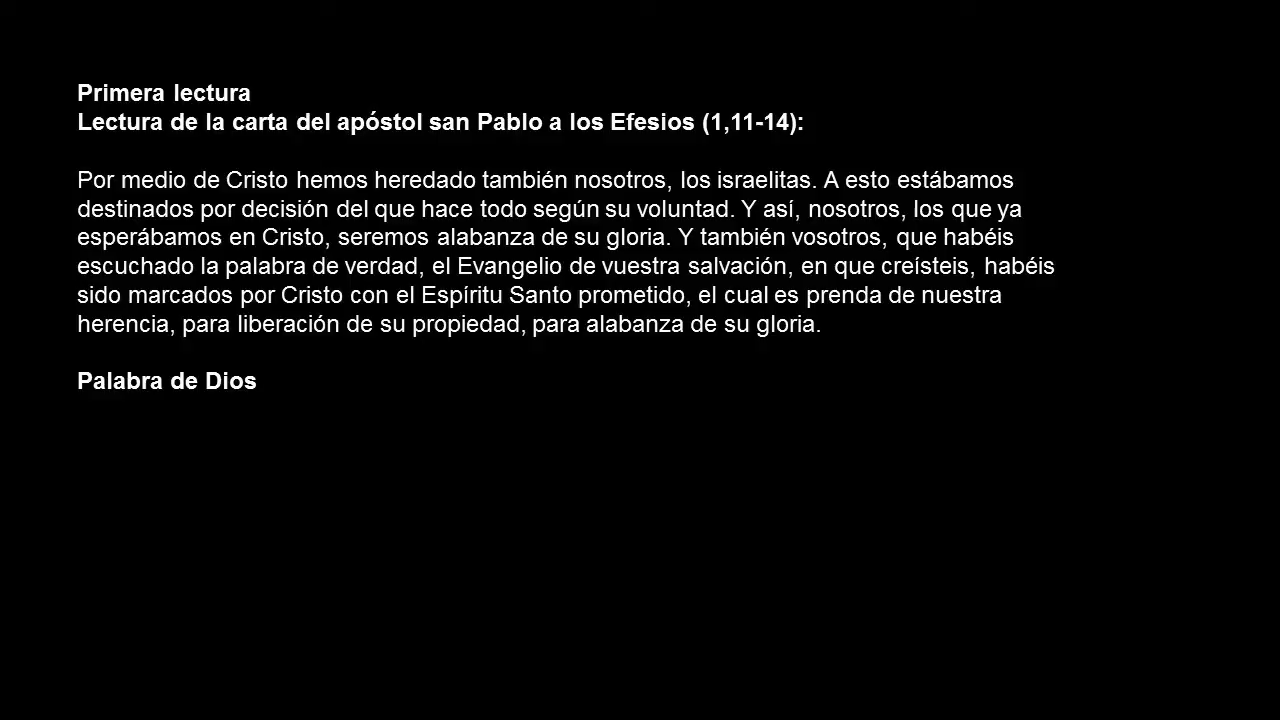 Primera lectura
Lectura de la carta del apóstol san Pablo a los Efesios (1,11-14):
Por medio de Cristo hemos heredado también nosotros, los israelitas. A esto estábamos
destinados por decisión del que hace todo según su voluntad. Y así, nosotros, los que ya
esperábamos en Cristo, seremos alabanza de su gloria. Y también vosotros, que habéis
escuchado la palabra de verdad, el Evangelio de vuestra salvación, en que creísteis, habéis
sido marcados por Cristo con el Espíritu Santo prometido, el cual es prenda de nuestra
herencia, para liberación de su propiedad, para alabanza de su gloria.
Palabra de Dios